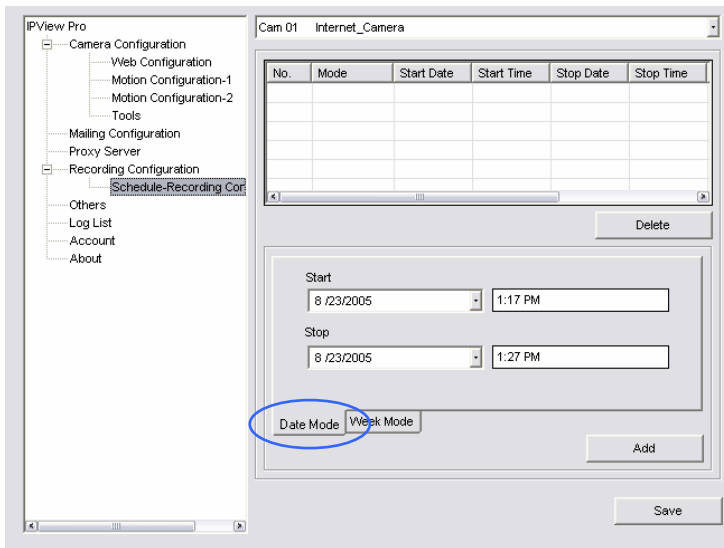 IPView Pro
Camera Configuration
Web Configuration
Motion Configuration-1
Motion Configuration-2
Tools
Mailing Configuration
Proxy Server
Recording Configuration
Schedule-Recording Con
Others
Log List
Account
About
Cam 01 Internet_Camera
No. Mode Start Date Start Time Stop Date Stop Time
Delete
Start
8 /23/2005 1:17 PM
Stop
8 /23/2005 1:27 PM
Date Mode Week Mode
Add
Save